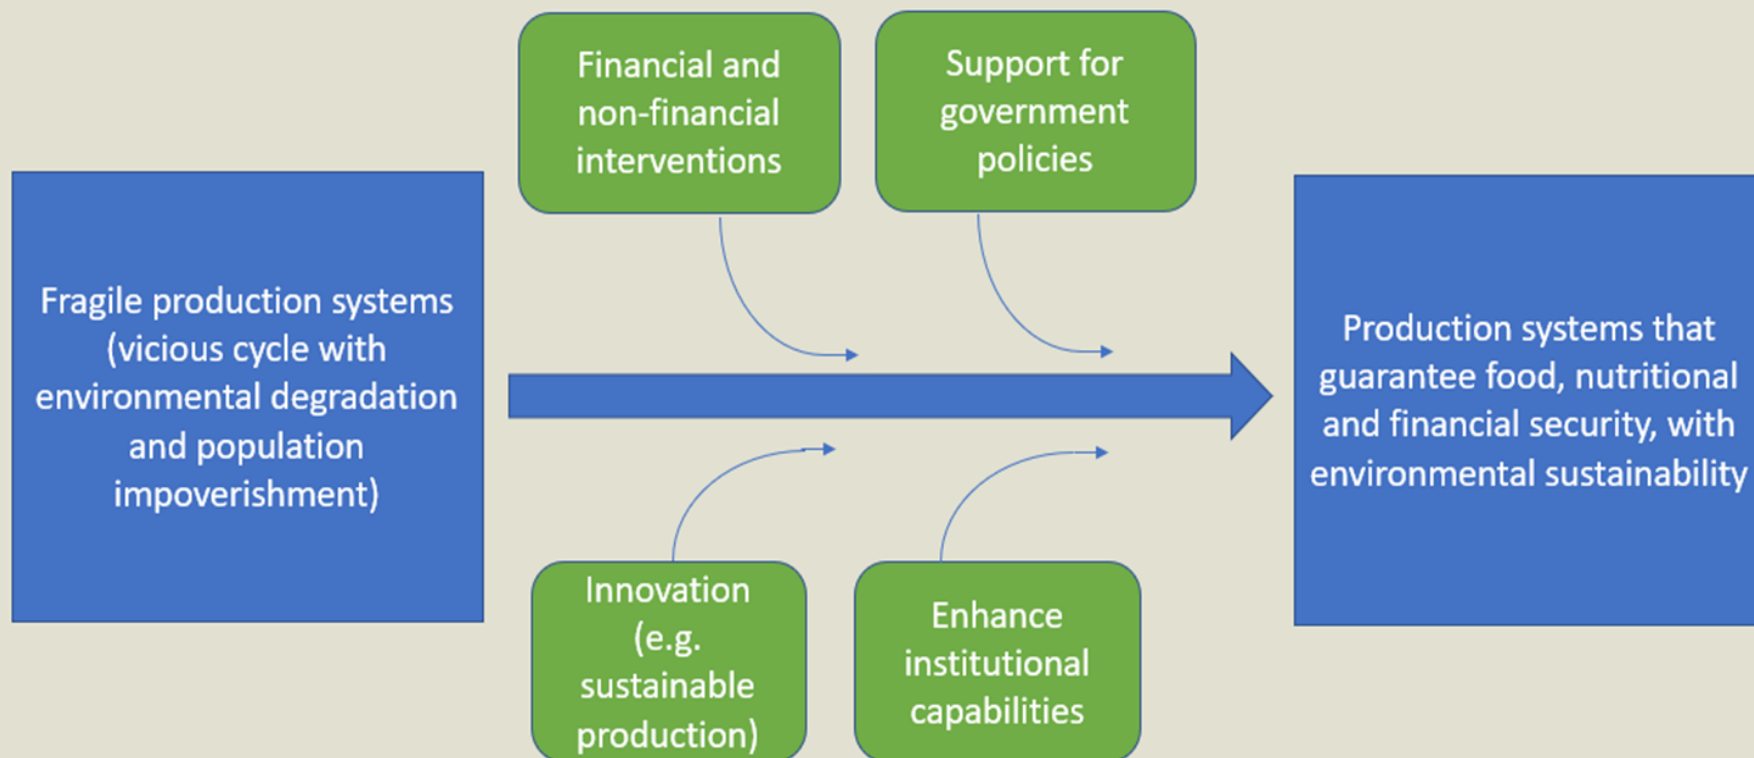 Financial and
non-financial
interventions
Support for
government
policies
Fragile production systems
(vicious cycle with
environmental degradation
and population
impoverishment)
Production systems that
guarantee food, nutritional
and financial security, with
environmental sustainability
Innovation
(e.g.
sustainable
production)
Enhance
institutional
capabilities